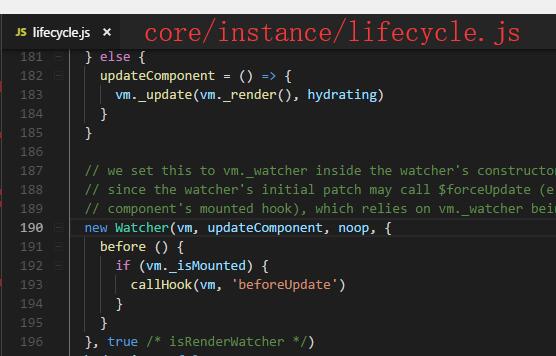 JS lifecycle.js × core/instance/lifecycle.js
181 } else {
182 updateComponent = () => {
183 vm._update(vm._render(), hydrating)
184 }
185 }
186
187 // we set this to vm._watcher inside the watcher's constructo
188 // since the watcher's initial patch may call $forceUpdate (e
189 // component's mounted hook), which relies on vm._watcher bei
190 new Watcher(vm, updateComponent, noop, {
191 before () {
192 if (vm._isMounted) {
193 callHook(vm, 'beforeUpdate')
194 }
195 }
196 }, true /* isRenderWatcher */)